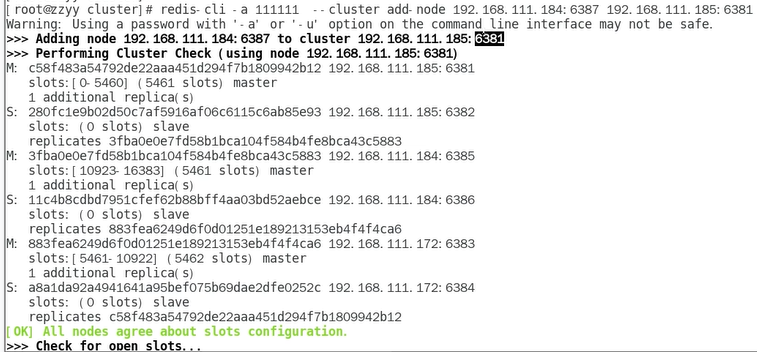 [root@zzyy cluster]# redis-cli -a 111111 --cluster add-node 192.168.111.184:6387 192.168.111.185:6381
Warning: Using a password with '-a' or '-u' option on the command line interface may not be safe.
>>> Adding node 192.168.111.184:6387 to cluster 192.168.111.185:6381
>>> Performing Cluster Check (using node 192.168.111.185:6381)
M: c58f483a54792de22aaa451d294f7b1809942b12 192.168.111.185:6381
   slots:[0-5460] (5461 slots) master
   1 additional replica(s)
S: 280fc1e9b02d50c7af5916af06c6115c6ab85e93 192.168.111.185:6382
   slots: (0 slots) slave
   replicates 3fba0e0e7fd58b1bca104f584b4fe8bca43c5883
M: 3fba0e0e7fd58b1bca104f584b4fe8bca43c5883 192.168.111.184:6385
   slots:[10923-16383] (5461 slots) master
   1 additional replica(s)
S: 11c4b8cdbd7951cfef62b88bff4aa03bd52aebce 192.168.111.184:6386
   slots: (0 slots) slave
   replicates 883fea6249d6f0d01251e189213153eb4f4f4ca6
M: 883fea6249d6f0d01251e189213153eb4f4f4ca6 192.168.111.172:6383
   slots:[5461-10922] (5462 slots) master
   1 additional replica(s)
S: a8a1da92a4941641a95bef075b69dae2dfe0252c 192.168.111.172:6384
   slots: (0 slots) slave
   replicates c58f483a54792de22aaa451d294f7b1809942b12
[OK] All nodes agree about slots configuration.
>>> Check for open slots...